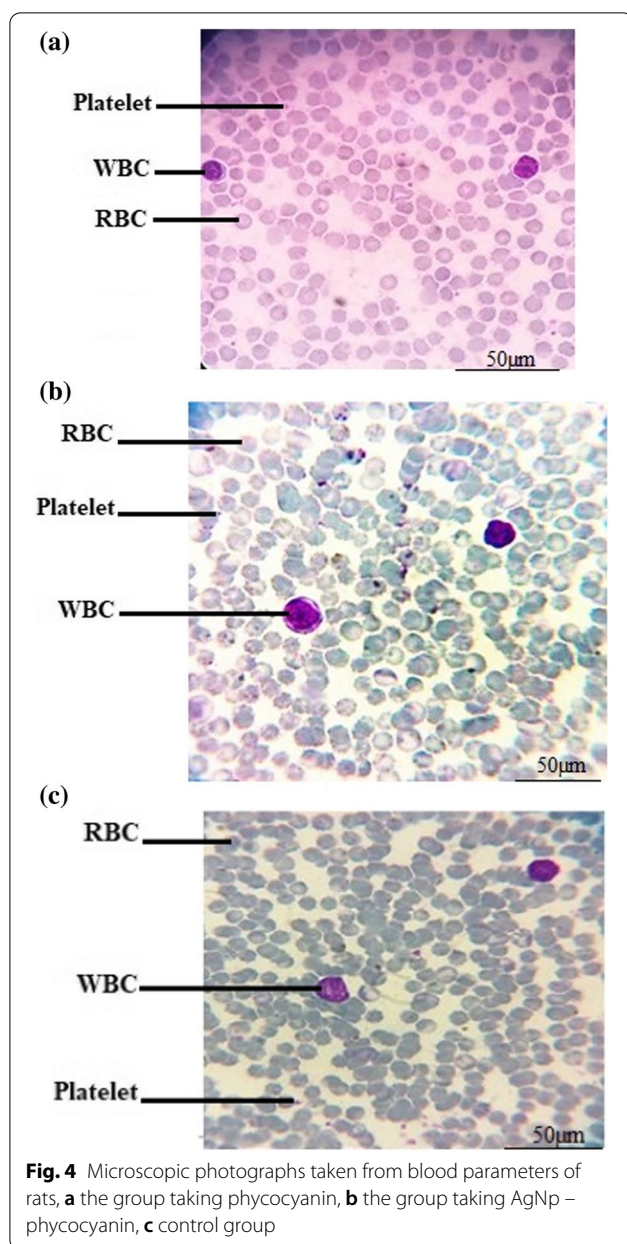 (a)
Platelet
WBC
RBC
50µm
(b)
RBC
Platelet
WBC
50µm
(c)
RBC
WBC
Platelet
50µm
Fig. 4 Microscopic photographs taken from blood parameters of
rats, a the group taking phycocyanin, b the group taking AgNp –
phycocyanin, c control group